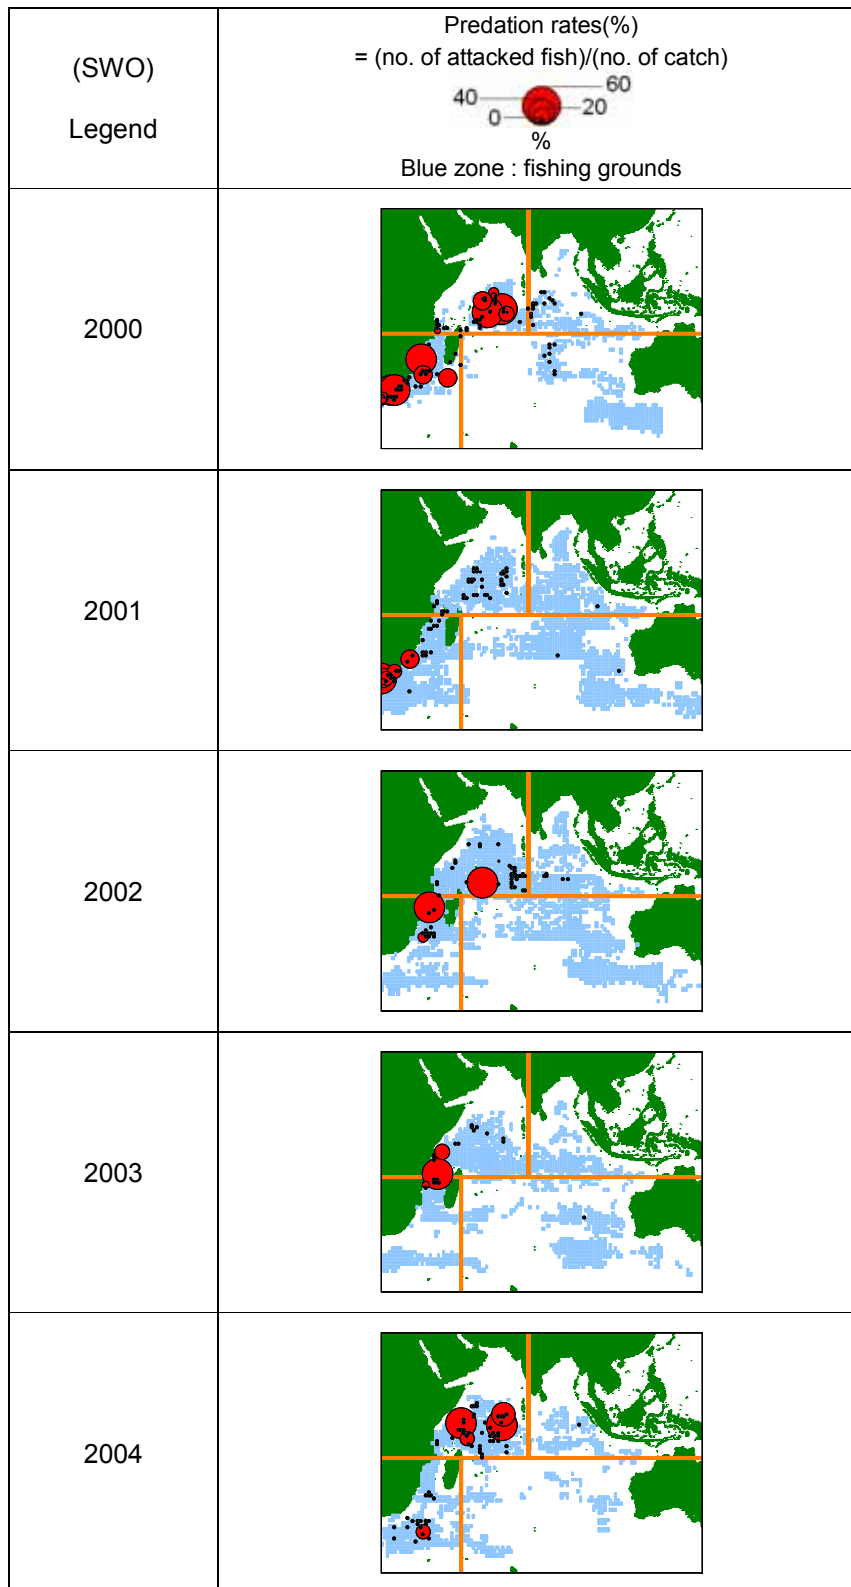 (SWO)
Legend
Predation rates(%)
= (no. of attacked fish)/(no. of catch)
60
40
20
0
%
Blue zone : fishing grounds
2000
2001
2002
2003
2004